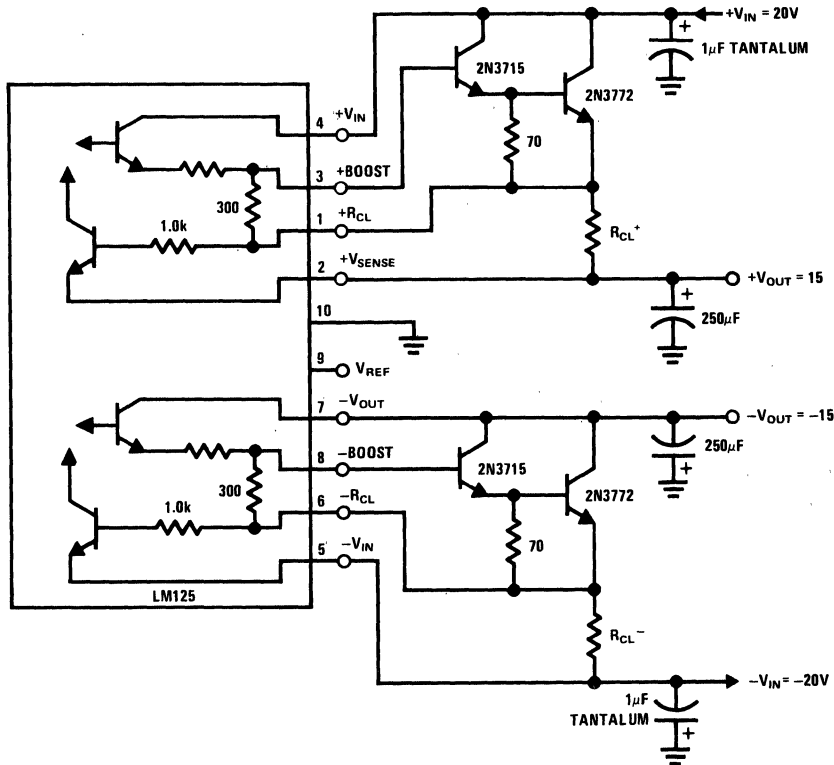 +VIN = 20V
1µF TANTALUM
2N3715
2N3772
4 +VIN
70
3 +BOOST
300
1 +RCL
1.0k
RCL+
2 +VSENSE
+VOUT = 15
10
250µF
9 VREF
7 −VOUT
−VOUT = −15
8 −BOOST
250µF
2N3715
2N3772
300
6 −RCL
1.0k
70
5 −VIN
LM125
RCL−
−VIN = −20V
1µF
TANTALUM